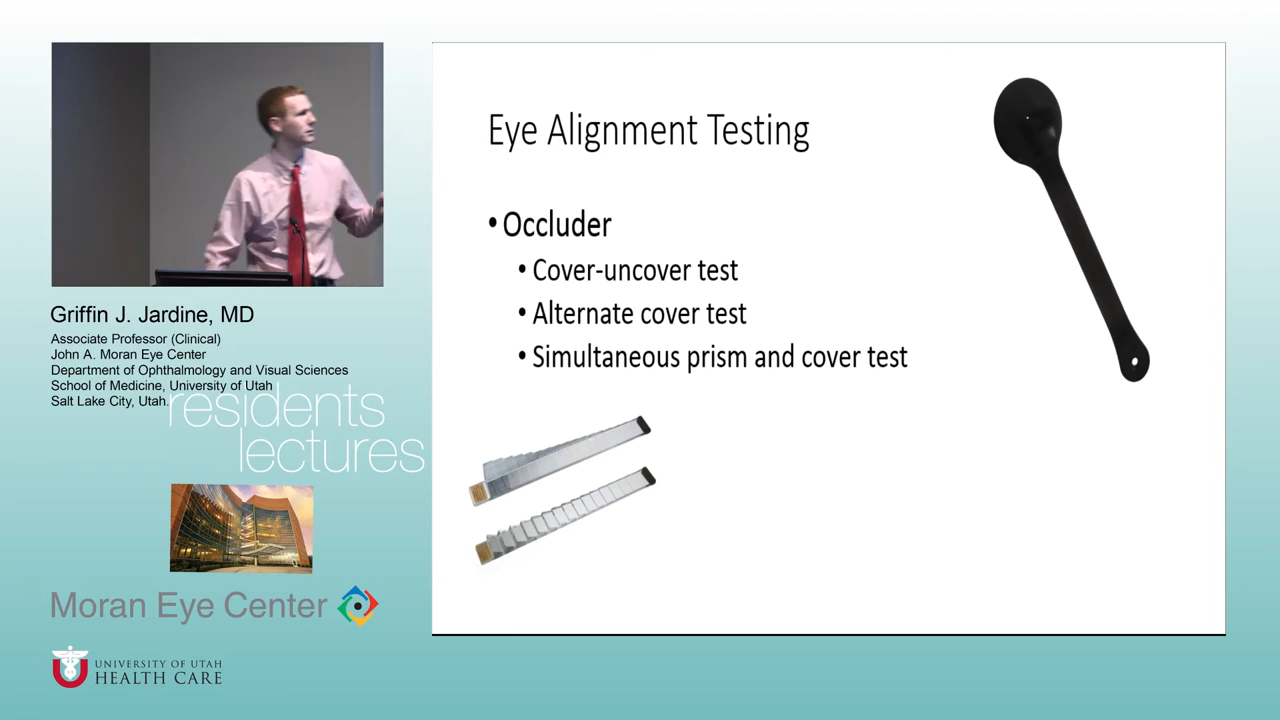 Eye Alignment Testing
• Occluder
• Cover-uncover test
• Alternate cover test
• Simultaneous prism and cover test
Griffin J. Jardine, MD
Associate Professor (Clinical)
John A. Moran Eye Center
Department of Ophthalmology and Visual Sciences
School of Medicine, University of Utah
Salt Lake City, Utah.
residents
lectures
Moran Eye Center
UNIVERSITY OF UTAH
HEALTH CARE